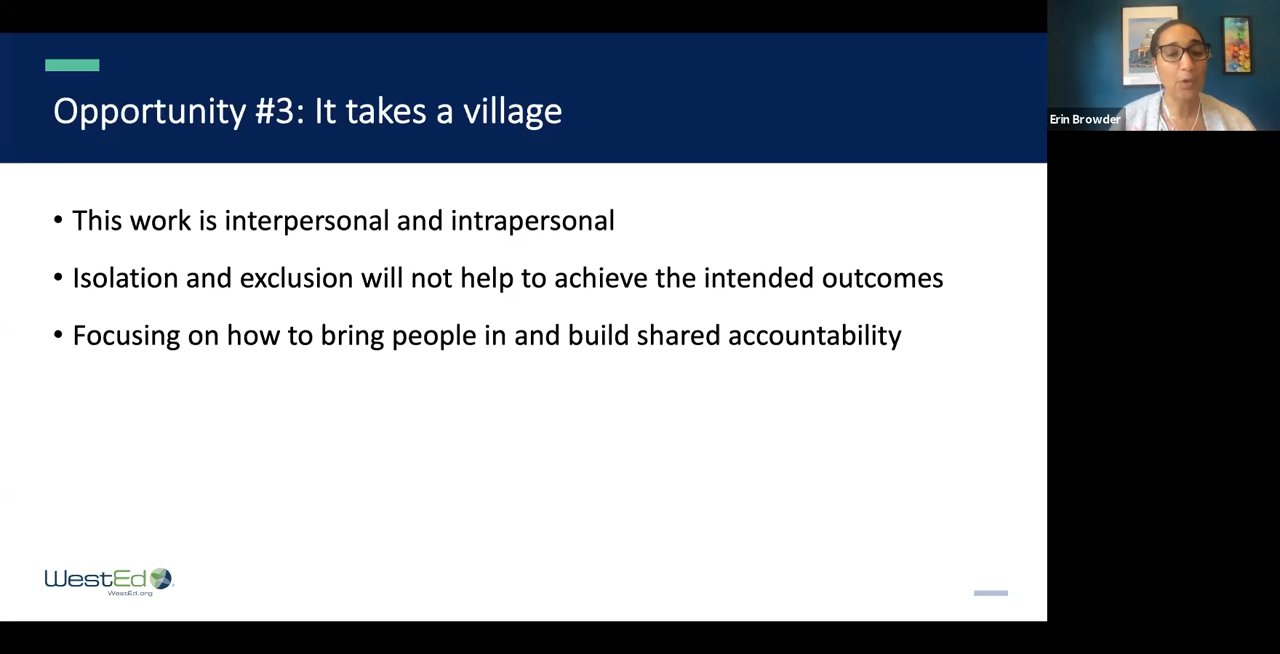 Opportunity #3: It takes a village
• This work is interpersonal and intrapersonal
• Isolation and exclusion will not help to achieve the intended outcomes
• Focusing on how to bring people in and build shared accountability
WestEd
WestEd.org
Erin Browder